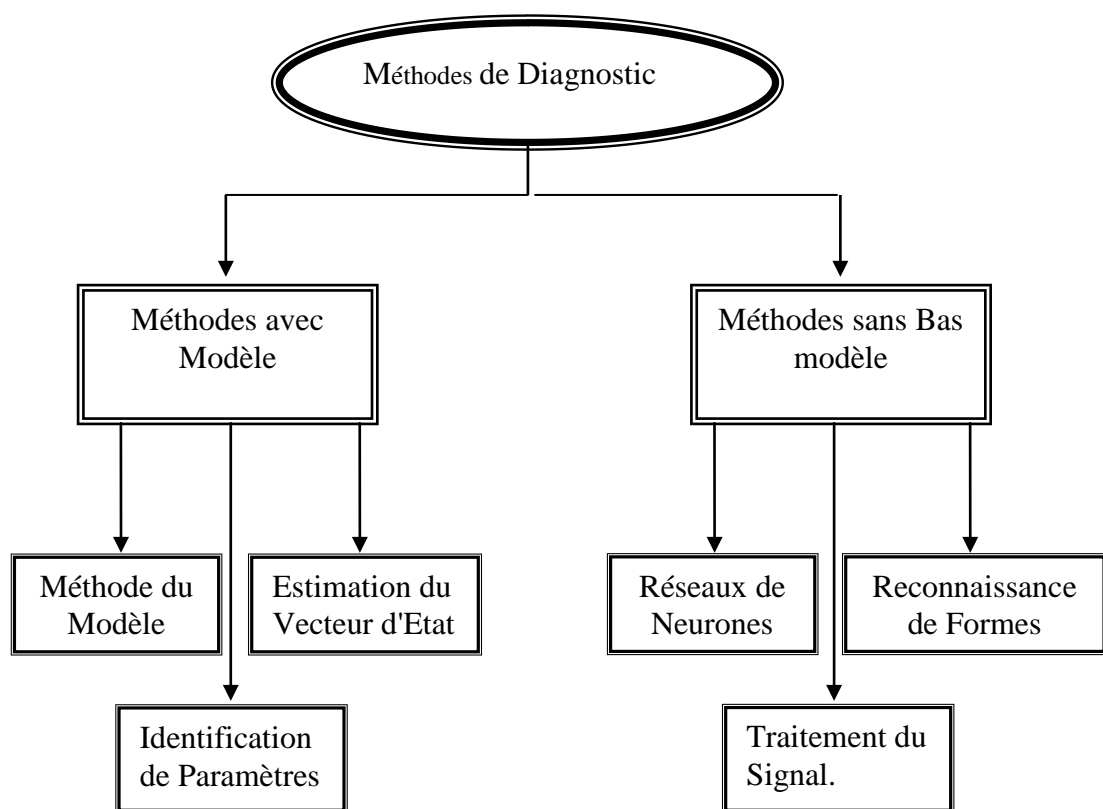 Méthodes de Diagnostic
Méthodes avec
Modèle
Méthodes sans Bas
modèle
Méthode du
Modèle
Estimation du
Vecteur d'Etat
Réseaux de
Neurones
Reconnaissance
de Formes
Identification
de Paramètres
Traitement du
Signal.